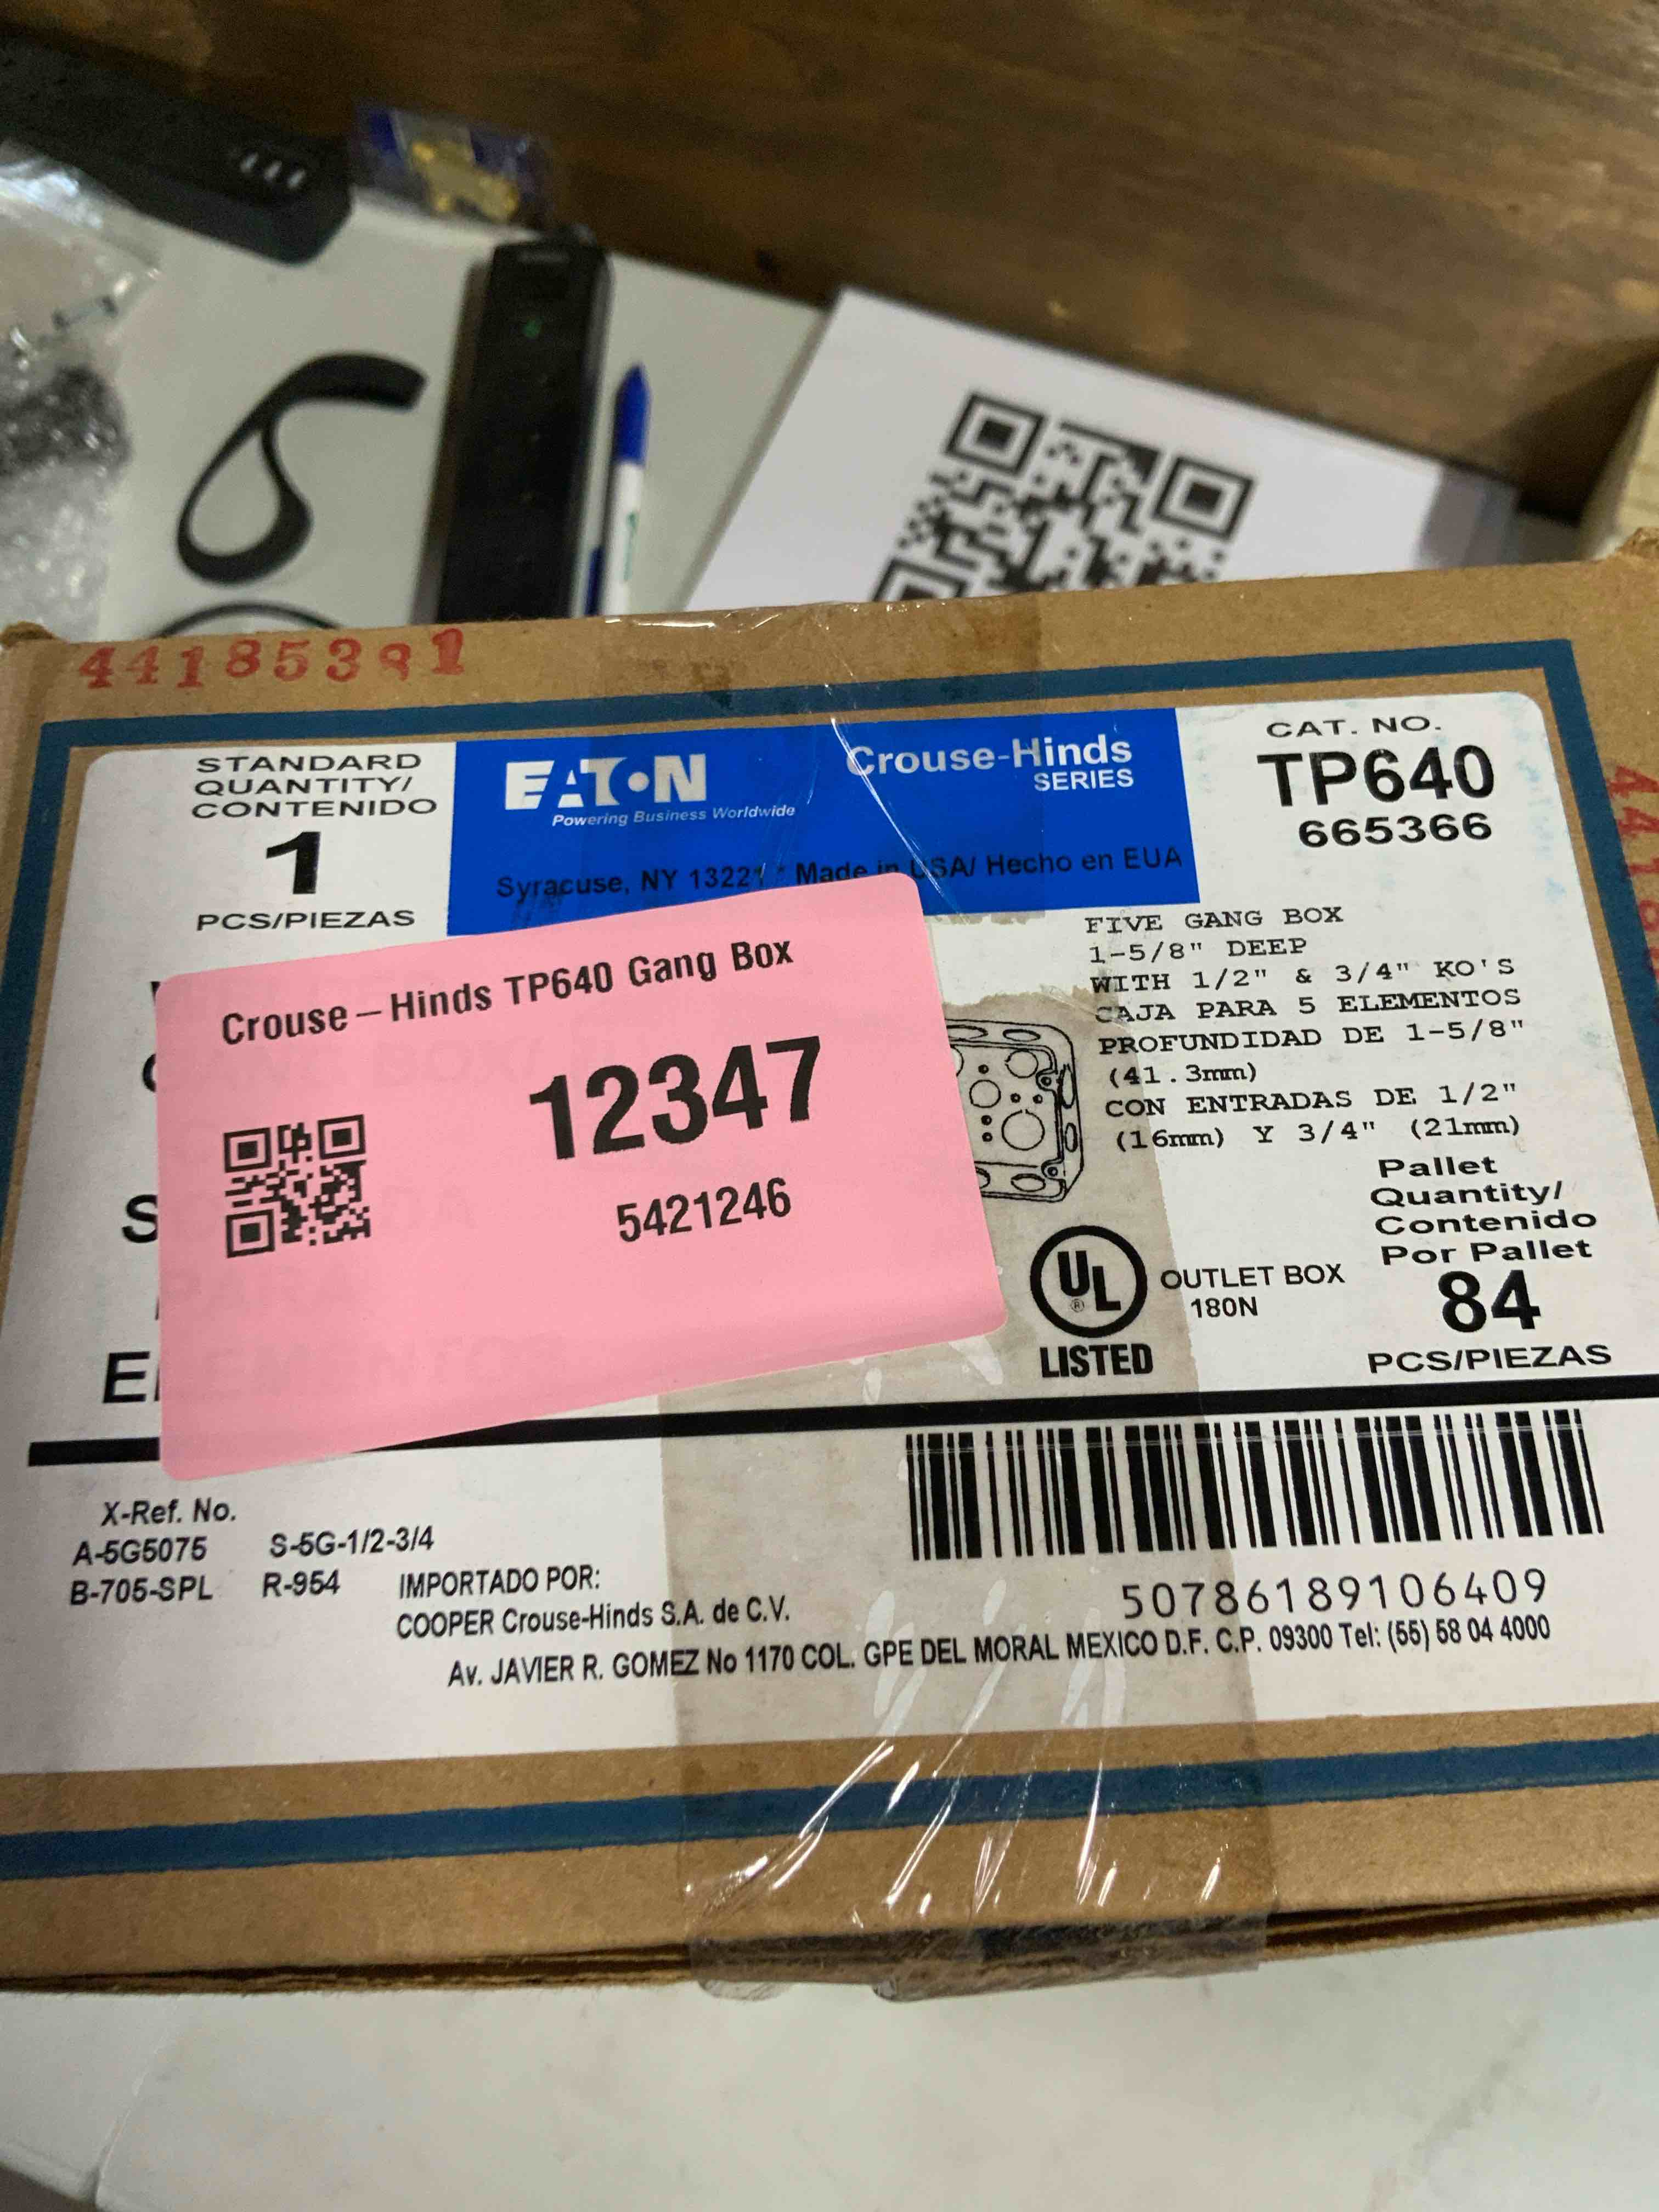 44185391
STANDARD
QUANTITY/
CONTENIDO
1
PCS/PIEZAS
EATON
Powering Business Worldwide
Crouse-Hinds
SERIES
Syracuse, NY 13221 * Made in USA/ Hecho en EUA
CAT. NO.
TP640
665366
FIVE GANG BOX
1-5/8" DEEP
WITH 1/2" & 3/4" KO'S
CAJA PARA 5 ELEMENTOS
PROFUNDIDAD DE 1-5/8"
(41.3mm)
CON ENTRADAS DE 1/2"
(16mm) Y 3/4" (21mm)
Crouse – Hinds TP640 Gang Box
12347
5421246
Pallet
Quantity/
Contenido
Por Pallet
84
PCS/PIEZAS
UL
®
LISTED
OUTLET BOX
180N
X-Ref. No.
A-5G5075 S-5G-1/2-3/4
B-705-SPL R-954
IMPORTADO POR:
COOPER Crouse-Hinds S.A. de C.V.
Av. JAVIER R. GOMEZ No 1170 COL. GPE DEL MORAL MEXICO D.F. C.P. 09300 Tel: (55) 58 04 4000
50786189106409